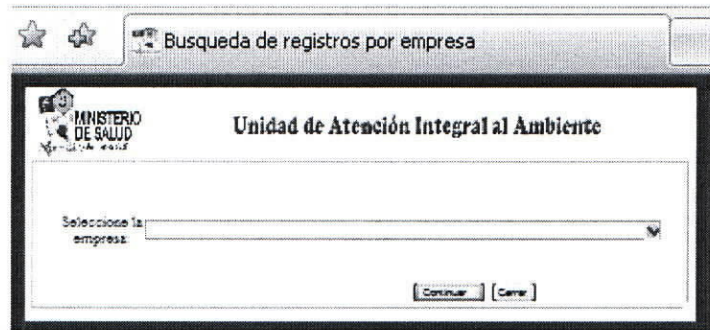 Busqueda de registros por empresa
MINISTERIO
DE SALUD
Unidad de Atención Integral al Ambiente
Seleccione la
empresa:
Continuar
Cerrar